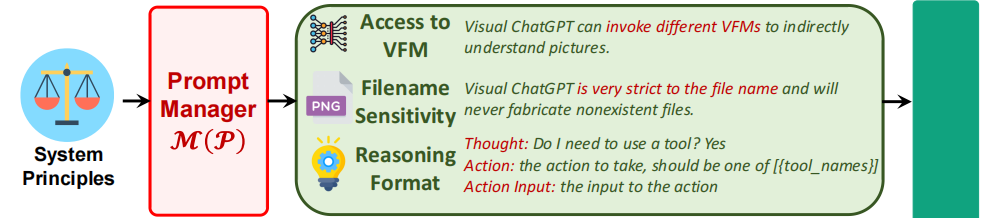 System
Principles
Prompt
Manager
𝓜(𝓟)
Access to
VFM
Visual ChatGPT can invoke different VFMs to indirectly
understand pictures.
PNG
Filename
Sensitivity
Visual ChatGPT is very strict to the file name and will
never fabricate nonexistent files.
Reasoning
Format
Thought: Do I need to use a tool? Yes
Action: the action to take, should be one of [{{tool_names}}]
Action Input: the input to the action